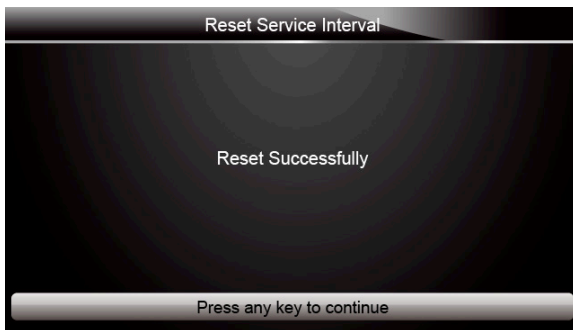 Reset Service Interval
Reset Successfully
Press any key to continue